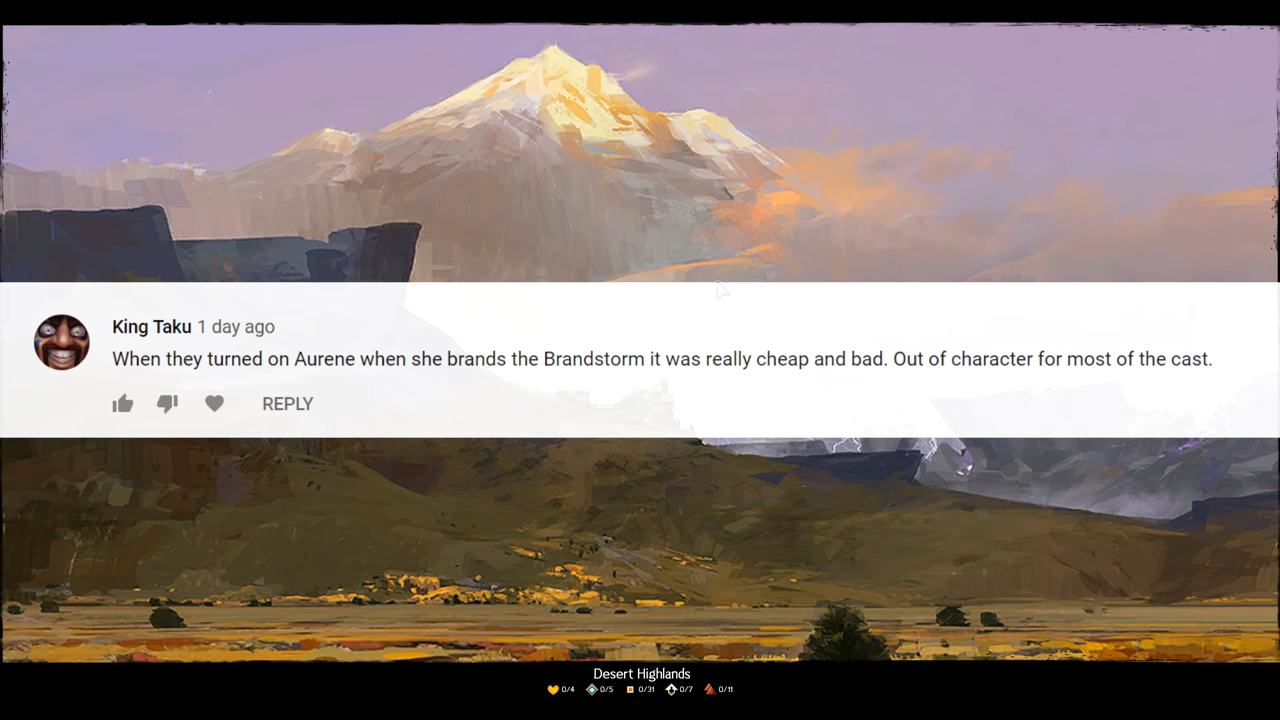 King Taku 1 day ago
When they turned on Aurene when she brands the Brandstorm it was really cheap and bad. Out of character for most of the cast.
REPLY
Desert Highlands
0/4 0/5 0/31 0/7 0/11